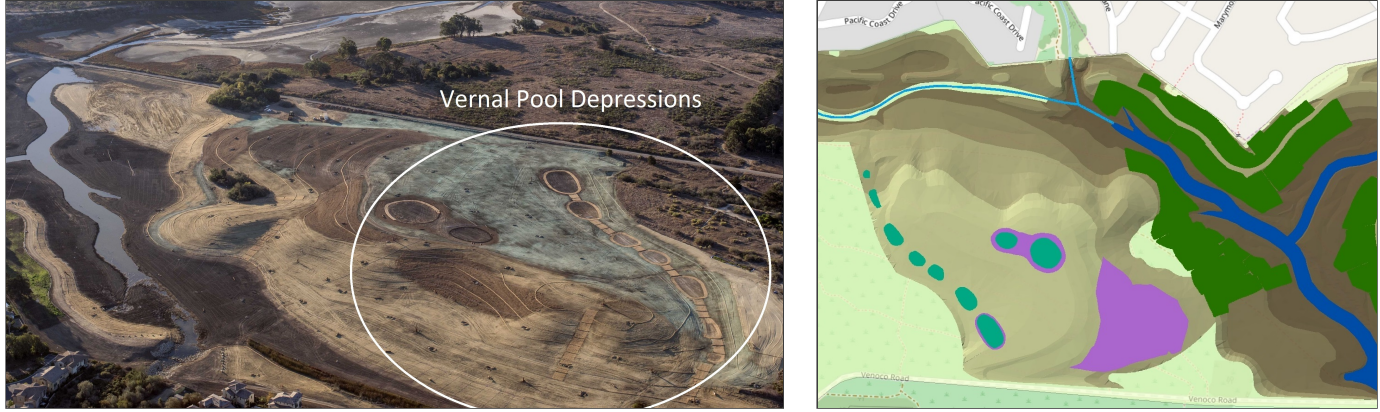 Vernal Pool Depressions
Pacific Coast Drive
Pacific Coast Drive
Venoco Road
Venoco Road